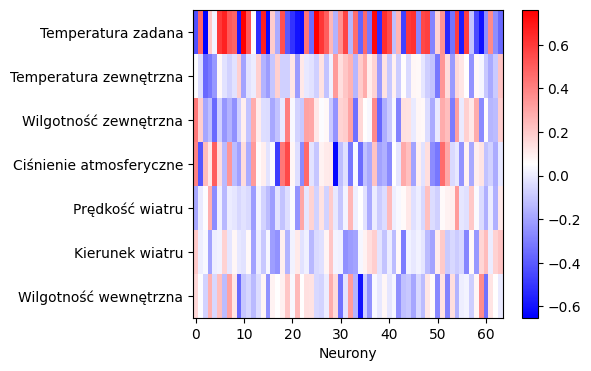 Temperatura zadana
Temperatura zewnętrzna
Wilgotność zewnętrzna
Ciśnienie atmosferyczne
Prędkość wiatru
Kierunek wiatru
Wilgotność wewnętrzna
0 10 20 30 40 50 60
Neurony
0.6
0.4
0.2
0.0
−0.2
−0.4
−0.6